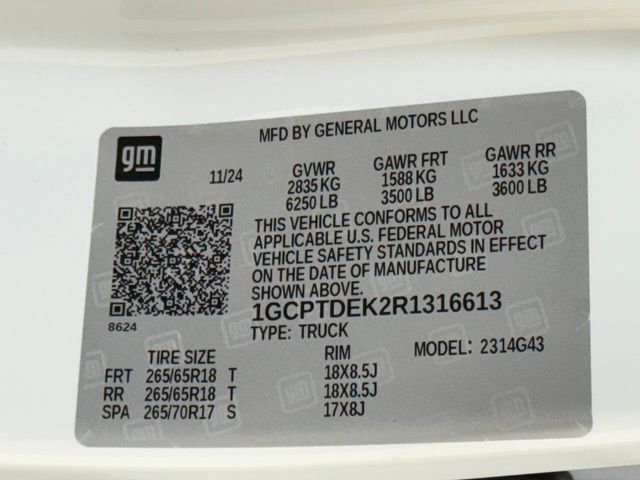 MFD BY GENERAL MOTORS LLC
gm
11/24 GVWR GAWR FRT GAWR RR
2835 KG 1588 KG 1633 KG
6250 LB 3500 LB 3600 LB
THIS VEHICLE CONFORMS TO ALL
APPLICABLE U.S. FEDERAL MOTOR
VEHICLE SAFETY STANDARDS IN EFFECT
ON THE DATE OF MANUFACTURE
SHOWN ABOVE.
8624
1GCPTDEK2R1316613
TYPE: TRUCK
MODEL: 2314G43
TIRE SIZE RIM
FRT 265/65R18 T 18X8.5J
RR 265/65R18 T 18X8.5J
SPA 265/70R17 S 17X8J